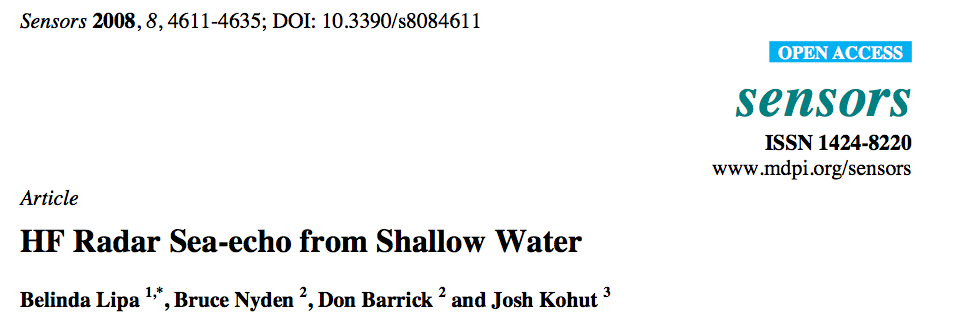 Sensors 2008, 8, 4611-4635; DOI: 10.3390/s8084611
OPEN ACCESS
sensors
ISSN 1424-8220
www.mdpi.org/sensors
Article
HF Radar Sea-echo from Shallow Water
Belinda Lipa 1,*, Bruce Nyden 2, Don Barrick 2 and Josh Kohut 3